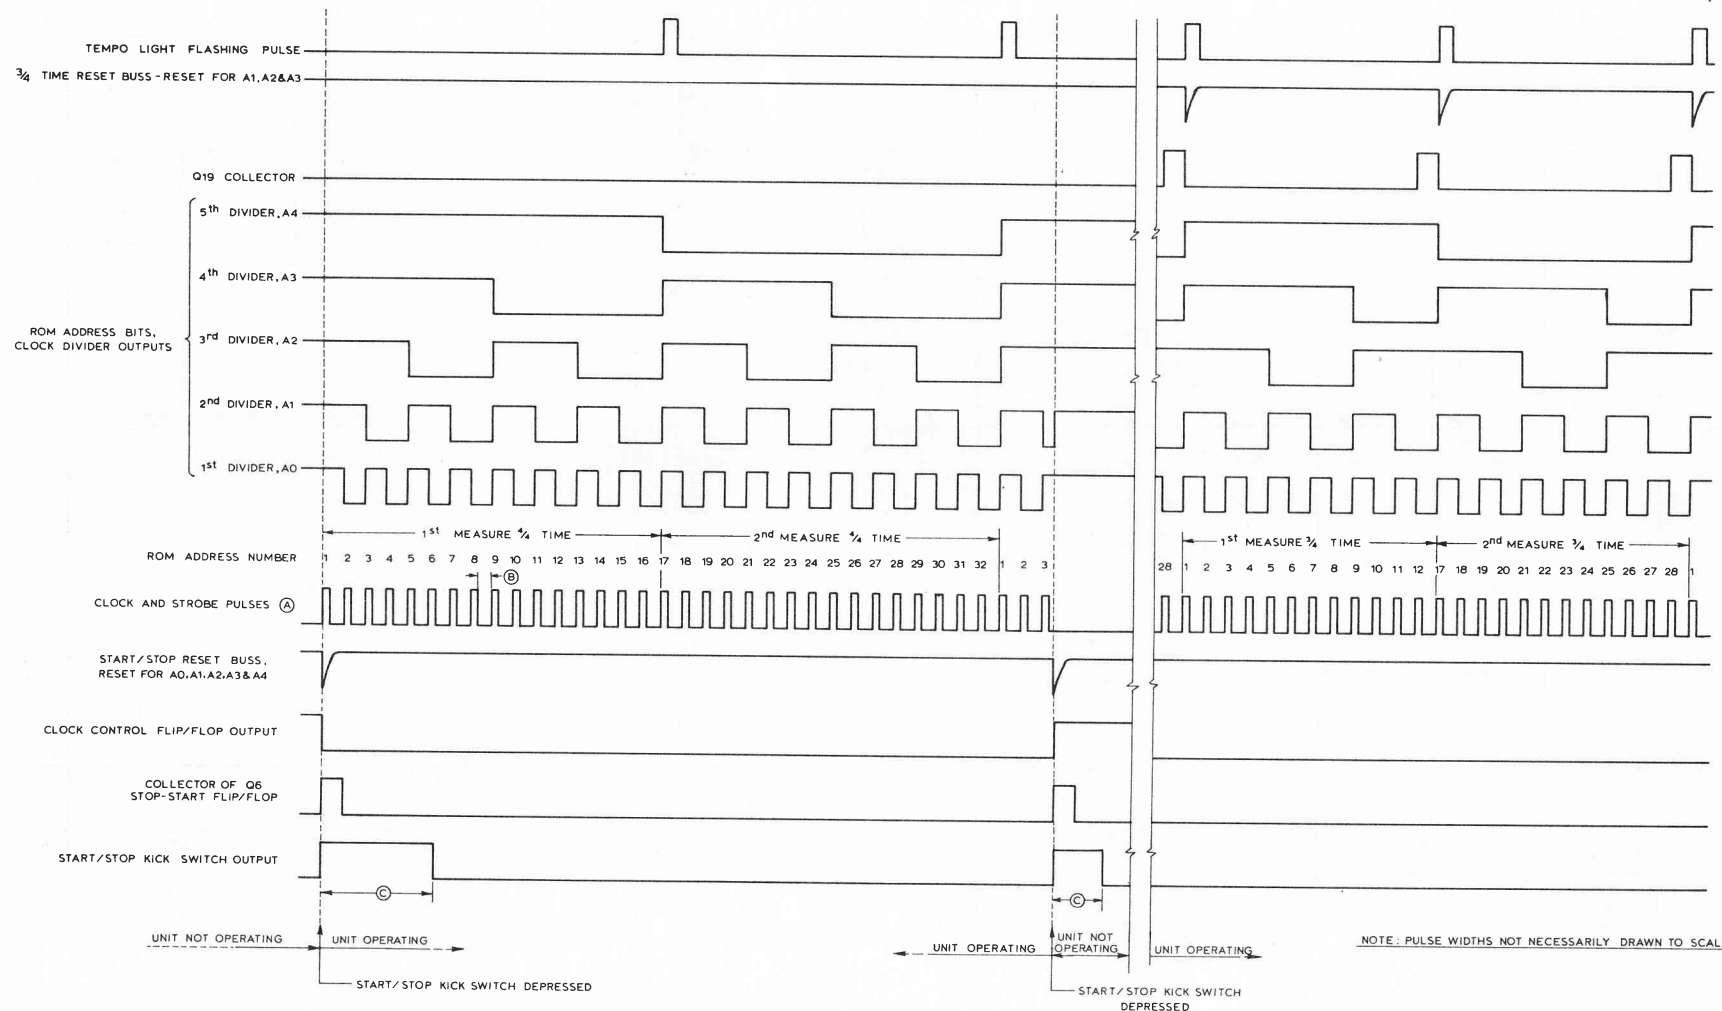 TEMPO LIGHT FLASHING PULSE
3/4 TIME RESET BUSS-RESET FOR A1,A2&A3
Q19 COLLECTOR
5th DIVIDER,A4
4th DIVIDER,A3
ROM ADDRESS BITS,
CLOCK DIVIDER OUTPUTS
3rd DIVIDER,A2
2nd DIVIDER,A1
1st DIVIDER,A0
1st MEASURE 4/4 TIME
2nd MEASURE 4/4 TIME
1st MEASURE 3/4 TIME
2nd MEASURE 3/4 TIME
ROM ADDRESS NUMBER
1 2 3 4 5 6 7 8 9 10 11 12 13 14 15 16 17 18 19 20 21 22 23 24 25 26 27 28 29 30 31 32 1 2 3
28 1 2 3 4 5 6 7 8 9 10 11 12 17 18 19 20 21 22 23 24 25 26 27 28 1
B
CLOCK AND STROBE PULSES A
START/STOP RESET BUSS,
RESET FOR A0,A1,A2,A3&A4
CLOCK CONTROL FLIP/FLOP OUTPUT
COLLECTOR OF Q6
STOP-START FLIP/FLOP
START/STOP KICK SWITCH OUTPUT
C
C
UNIT NOT OPERATING
UNIT OPERATING
UNIT OPERATING
UNIT NOT
OPERATING
UNIT OPERATING
NOTE: PULSE WIDTHS NOT NECESSARILY DRAWN TO SCAL
START/STOP KICK SWITCH DEPRESSED
START/STOP KICK SWITCH
DEPRESSED